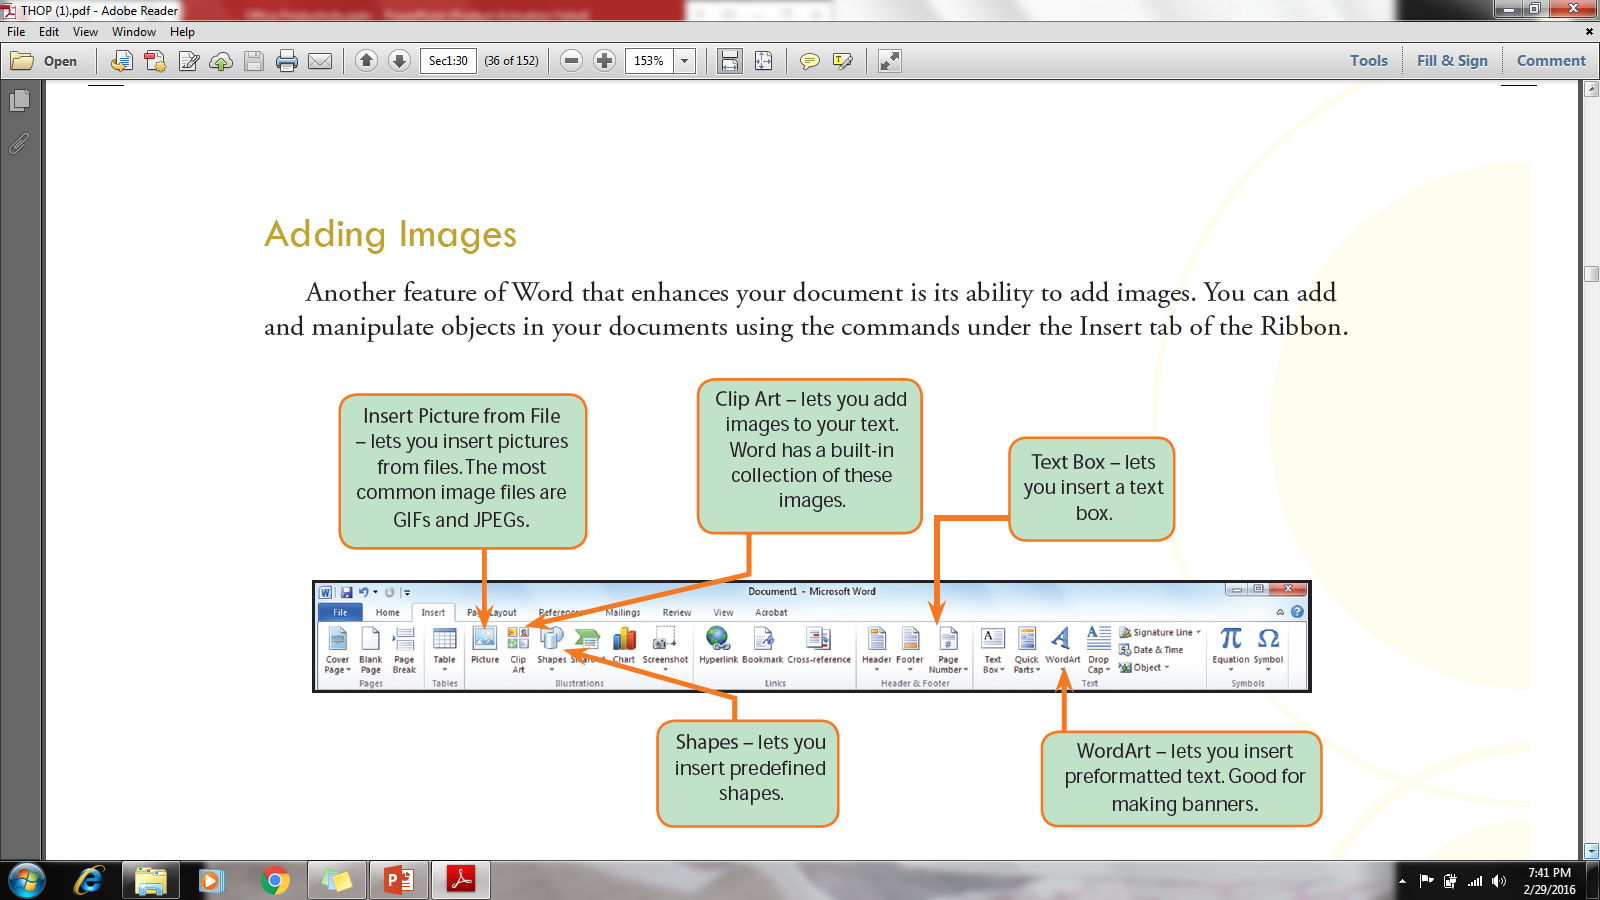 THOP (1).pdf - Adobe Reader
File Edit View Window Help
Open Sec1:30 (36 of 152) 153% Tools Fill & Sign Comment
Adding Images
Another feature of Word that enhances your document is its ability to add images. You can add
and manipulate objects in your documents using the commands under the Insert tab of the Ribbon.
Insert Picture from File
– lets you insert pictures
from files. The most
common image files are
GIFs and JPEGs.
Clip Art – lets you add
images to your text.
Word has a built-in
collection of these
images.
Text Box – lets
you insert a text
box.
Document1 - Microsoft Word
File Home Insert Page Layout References Mailings Review View Acrobat
Cover Page
Blank Page
Page Break
Table
Picture
Clip Art
Shapes
Chart
Screenshot
Hyperlink
Bookmark
Cross-reference
Header
Footer
Page Number
Text Box
Quick Parts
WordArt
Drop Cap
Signature Line
Date & Time
Object
Equation
Symbol
Pages Tables Illustrations Links Header & Footer Text Symbols
Shapes – lets you
insert predefined
shapes.
WordArt – lets you insert
preformatted text. Good for
making banners.
7:41 PM
2/29/2016